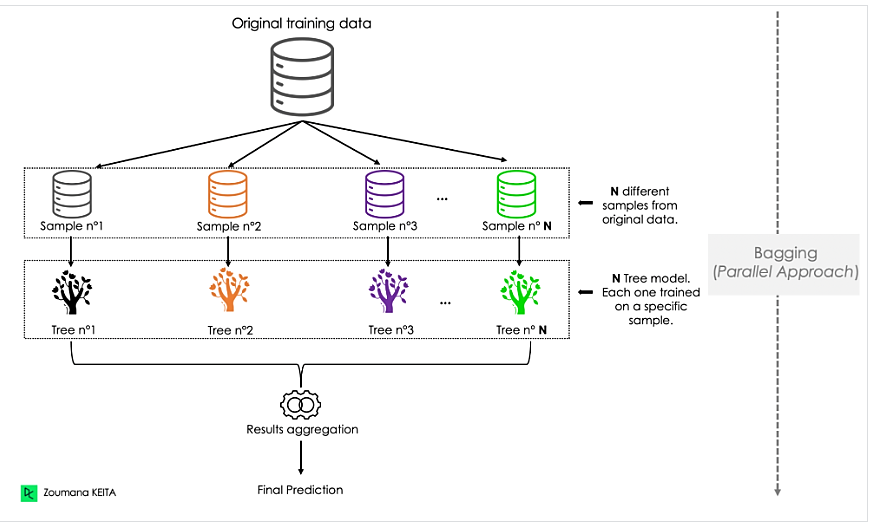 Original training data
Sample n°1
Sample n°2
Sample n°3
...
Sample n° N
N different
samples from
original data.
Bagging
(Parallel Approach)
Tree n°1
Tree n°2
Tree n°3
...
Tree n° N
N Tree model.
Each one trained
on a specific
sample.
Results aggregation
Final Prediction
DC Zoumana KEITA